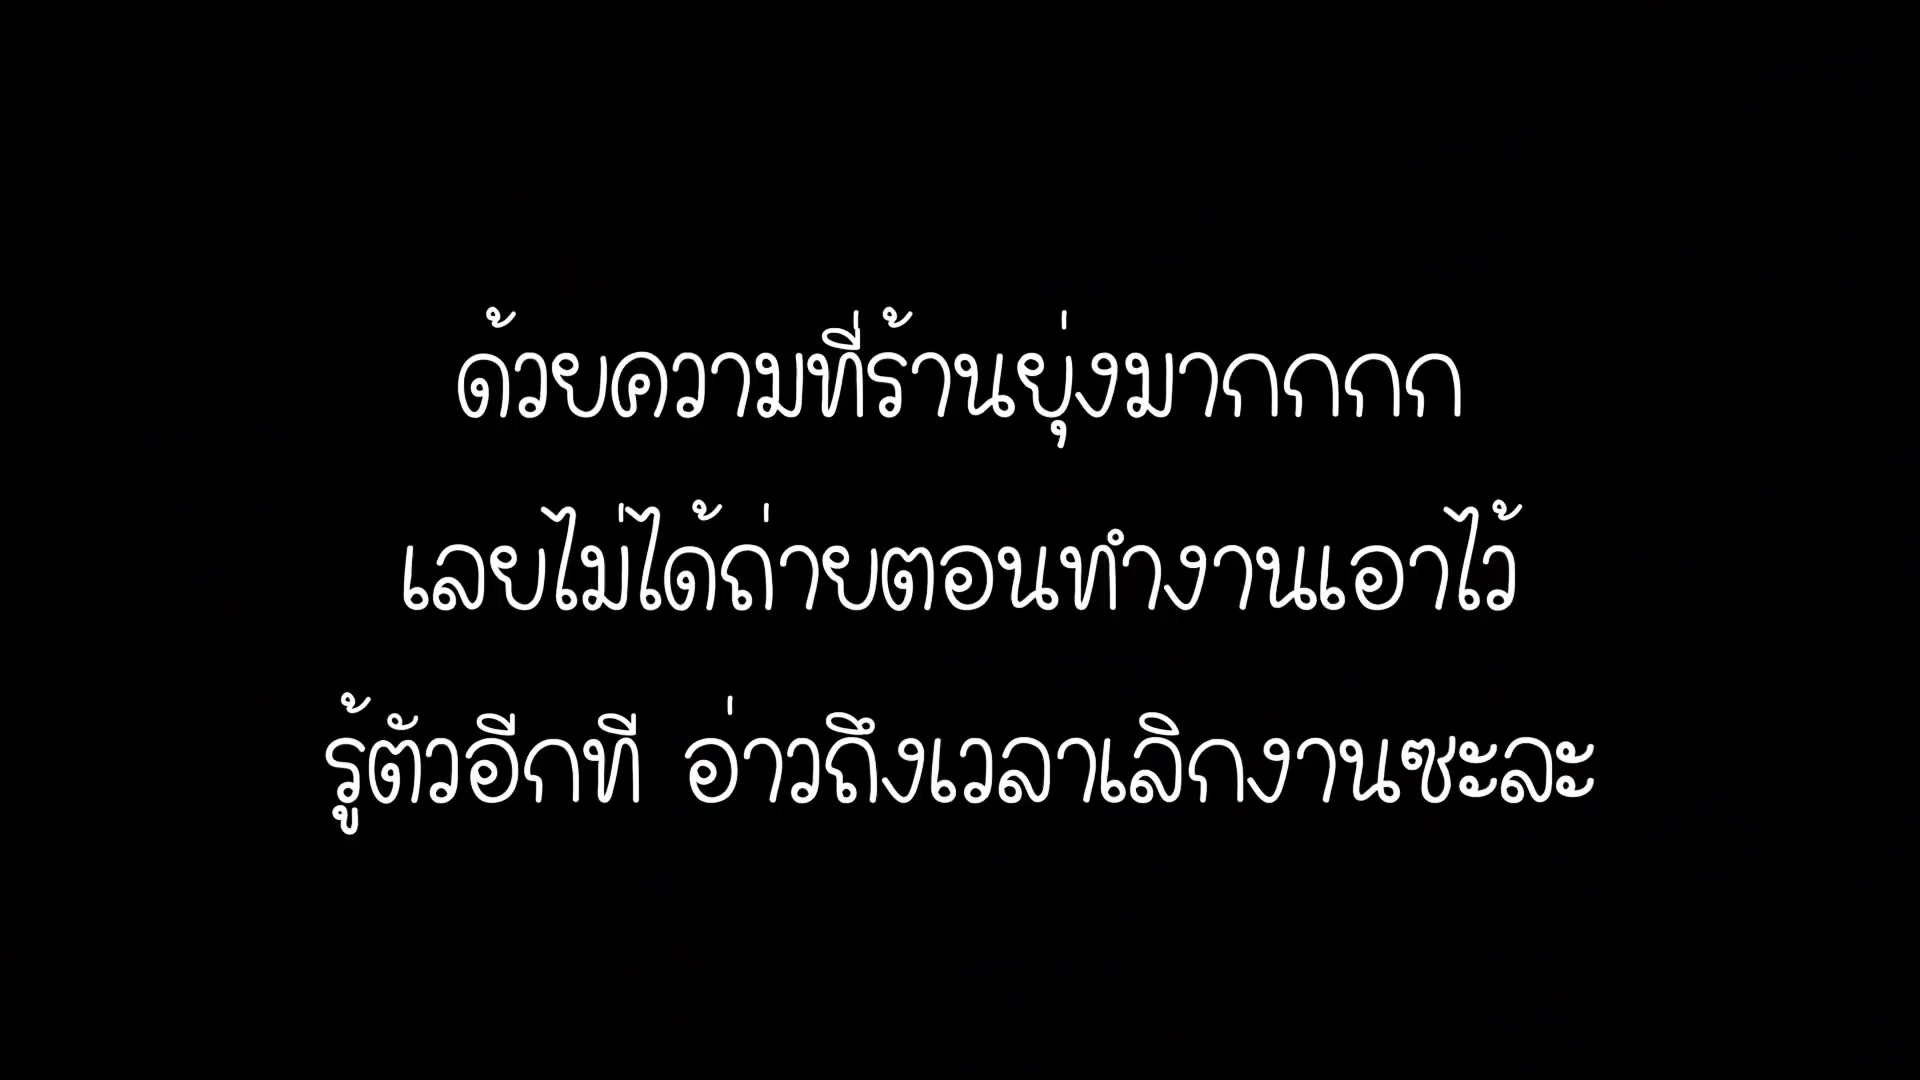 ด้วยความที่ร้านยุ่งมากกกก
เลยไม่ได้ถ่ายตอนทำงานเอาไว้
รู้ตัวอีกที อ่าวถึงเวลาเลิกงานซะละ